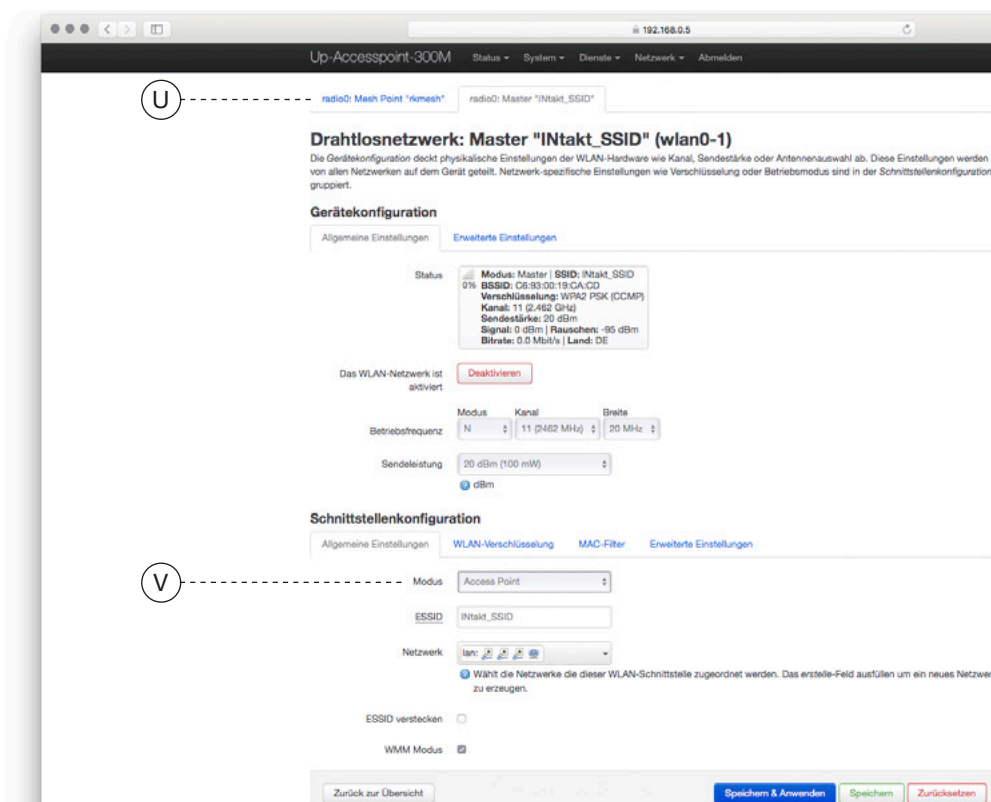 192.168.0.5
Up-Accesspoint-300M Status System Dienste Netzwerk Abmelden
U
radio0: Mesh Point "rkmesh" radio0: Master "INtakt_SSID"
Drahtlosnetzwerk: Master "INtakt_SSID" (wlan0-1)
Die Gerätekonfiguration deckt physikalische Einstellungen der WLAN-Hardware wie Kanal, Sendestärke oder Antennenauswahl ab. Diese Einstellungen werden
von allen Netzwerken auf dem Gerät geteilt. Netzwerk-spezifische Einstellungen wie Verschlüsselung oder Betriebsmodus sind in der Schnittstellenkonfiguration
gruppiert.
Gerätekonfiguration
Allgemeine Einstellungen Erweiterte Einstellungen
Status
Modus: Master | SSID: INtakt_SSID
0% BSSID: C6:93:00:19:CA:CD
Verschlüsselung: WPA2 PSK (CCMP)
Kanal: 11 (2.462 GHz)
Sendestärke: 20 dBm
Signal: 0 dBm | Rauschen: -95 dBm
Bitrate: 0.0 Mbit/s | Land: DE
Das WLAN-Netzwerk ist
aktiviert
Deaktivieren
Modus Kanal Breite
Betriebsfrequenz N 11 (2462 MHz) 20 MHz
Sendeleistung 20 dBm (100 mW)
dBm
Schnittstellenkonfiguration
Allgemeine Einstellungen WLAN-Verschlüsselung MAC-Filter Erweiterte Einstellungen
V
Modus Access Point
ESSID INtakt_SSID
Netzwerk lan:
Wählt die Netzwerke die dieser WLAN-Schnittstelle zugeordnet werden. Das erstelle-Feld ausfüllen um ein neues Netzwer
zu erzeugen.
ESSID verstecken
WMM Modus
Zurück zur Übersicht Speichern & Anwenden Speichern Zurücksetzen